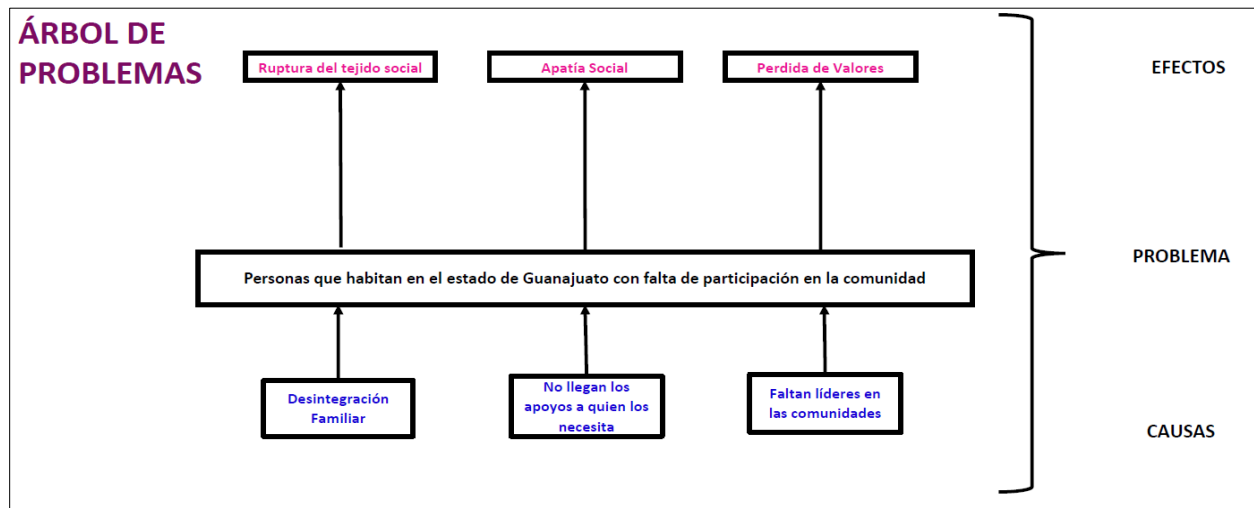 ÁRBOL DE
PROBLEMAS
Ruptura del tejido social
Apatía Social
Perdida de Valores
EFECTOS
Personas que habitan en el estado de Guanajuato con falta de participación en la comunidad
PROBLEMA
Desintegración
Familiar
No llegan los
apoyos a quien los
necesita
Faltan líderes en
las comunidades
CAUSAS